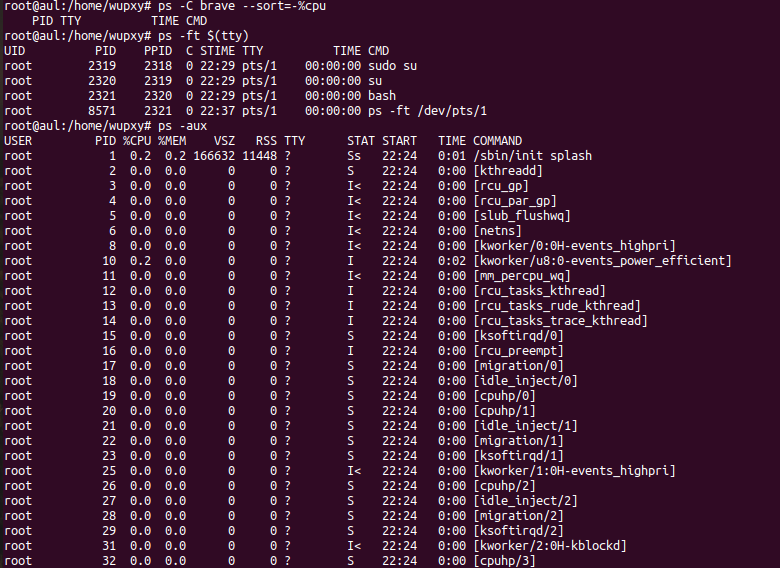 root@aul:/home/wupxy# ps -C brave --sort=-%cpu
    PID TTY          TIME CMD
root@aul:/home/wupxy# ps -ft $(tty)
UID          PID    PPID  C STIME TTY          TIME CMD
root        2319    2318  0 22:29 pts/1    00:00:00 sudo su
root        2320    2319  0 22:29 pts/1    00:00:00 su
root        2321    2320  0 22:29 pts/1    00:00:00 bash
root        8571    2321  0 22:37 pts/1    00:00:00 ps -ft /dev/pts/1
root@aul:/home/wupxy# ps -aux
USER         PID %CPU %MEM    VSZ   RSS TTY      STAT START   TIME COMMAND
root           1  0.2  0.2 166632 11448 ?        Ss   22:24   0:01 /sbin/init splash
root           2  0.0  0.0      0     0 ?        S    22:24   0:00 [kthreadd]
root           3  0.0  0.0      0     0 ?        I<   22:24   0:00 [rcu_gp]
root           4  0.0  0.0      0     0 ?        I<   22:24   0:00 [rcu_par_gp]
root           5  0.0  0.0      0     0 ?        I<   22:24   0:00 [slub_flushwq]
root           6  0.0  0.0      0     0 ?        I<   22:24   0:00 [netns]
root           8  0.0  0.0      0     0 ?        I<   22:24   0:00 [kworker/0:0H-events_highpri]
root          10  0.2  0.0      0     0 ?        I    22:24   0:02 [kworker/u8:0-events_power_efficient]
root          11  0.0  0.0      0     0 ?        I<   22:24   0:00 [mm_percpu_wq]
root          12  0.0  0.0      0     0 ?        I    22:24   0:00 [rcu_tasks_kthread]
root          13  0.0  0.0      0     0 ?        I    22:24   0:00 [rcu_tasks_rude_kthread]
root          14  0.0  0.0      0     0 ?        I    22:24   0:00 [rcu_tasks_trace_kthread]
root          15  0.0  0.0      0     0 ?        S    22:24   0:00 [ksoftirqd/0]
root          16  0.0  0.0      0     0 ?        I    22:24   0:00 [rcu_preempt]
root          17  0.0  0.0      0     0 ?        S    22:24   0:00 [migration/0]
root          18  0.0  0.0      0     0 ?        S    22:24   0:00 [idle_inject/0]
root          19  0.0  0.0      0     0 ?        S    22:24   0:00 [cpuhp/0]
root          20  0.0  0.0      0     0 ?        S    22:24   0:00 [cpuhp/1]
root          21  0.0  0.0      0     0 ?        S    22:24   0:00 [idle_inject/1]
root          22  0.0  0.0      0     0 ?        S    22:24   0:00 [migration/1]
root          23  0.0  0.0      0     0 ?        S    22:24   0:00 [ksoftirqd/1]
root          25  0.0  0.0      0     0 ?        I<   22:24   0:00 [kworker/1:0H-events_highpri]
root          26  0.0  0.0      0     0 ?        S    22:24   0:00 [cpuhp/2]
root          27  0.0  0.0      0     0 ?        S    22:24   0:00 [idle_inject/2]
root          28  0.0  0.0      0     0 ?        S    22:24   0:00 [migration/2]
root          29  0.0  0.0      0     0 ?        S    22:24   0:00 [ksoftirqd/2]
root          31  0.0  0.0      0     0 ?        I<   22:24   0:00 [kworker/2:0H-kblockd]
root          32  0.0  0.0      0     0 ?        S    22:24   0:00 [cpuhp/3]